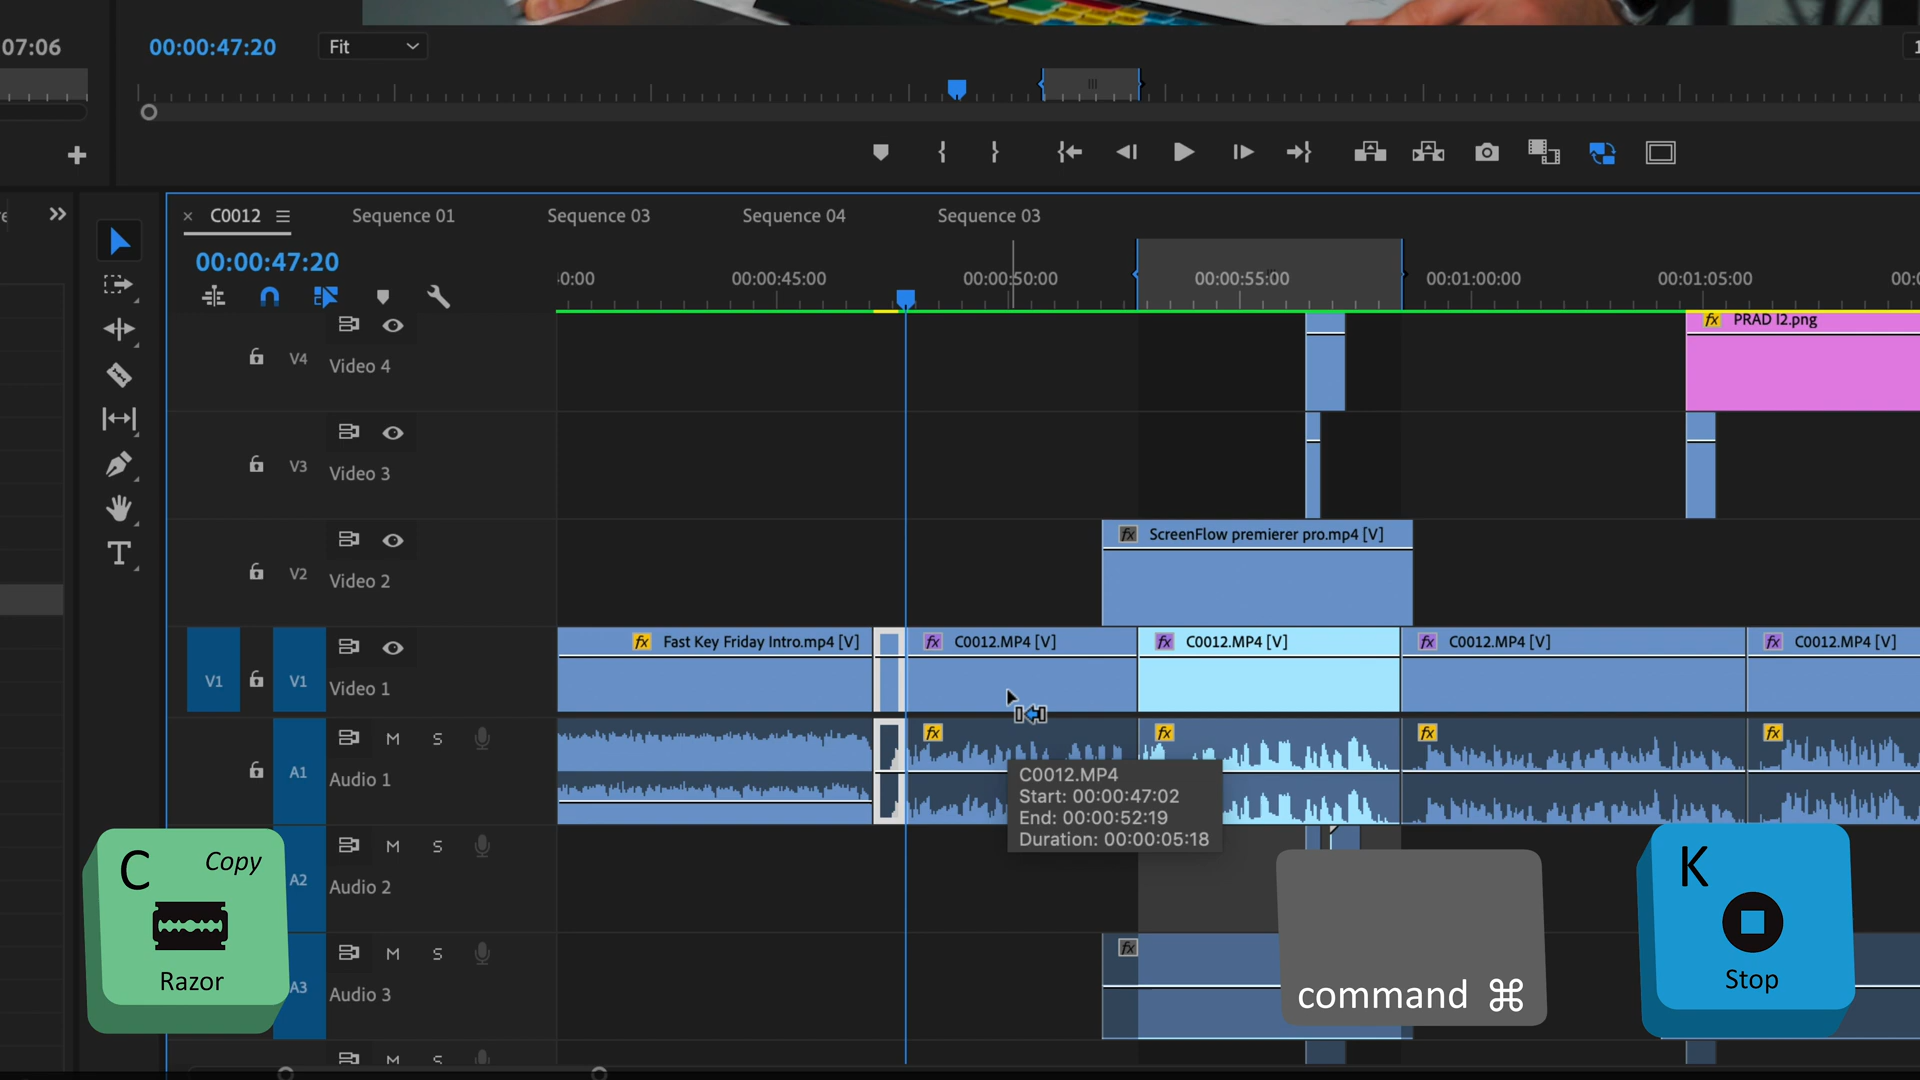 07:06
00:00:47:20
Fit
C0012
Sequence 01
Sequence 03
Sequence 04
Sequence 03
00:00:47:20
00:00:45:00
00:00:50:00
00:00:55:00
00:01:00:00
00:01:05:00
V4
Video 4
fx PRAD I2.png
V3
Video 3
V2
Video 2
fx ScreenFlow premierer pro.mp4 [V]
V1
V1
Video 1
fx Fast Key Friday Intro.mp4 [V]
fx C0012.MP4 [V]
fx C0012.MP4 [V]
fx C0012.MP4 [V]
fx C0012.MP4 [V]
A1
M S
Audio 1
fx
fx
fx
fx
C0012.MP4
Start: 00:00:47:02
End: 00:00:52:19
Duration: 00:00:05:18
A2
M S
Audio 2
A3
M S
Audio 3
fx
M S
C Copy
Razor
command ⌘
K
Stop
T